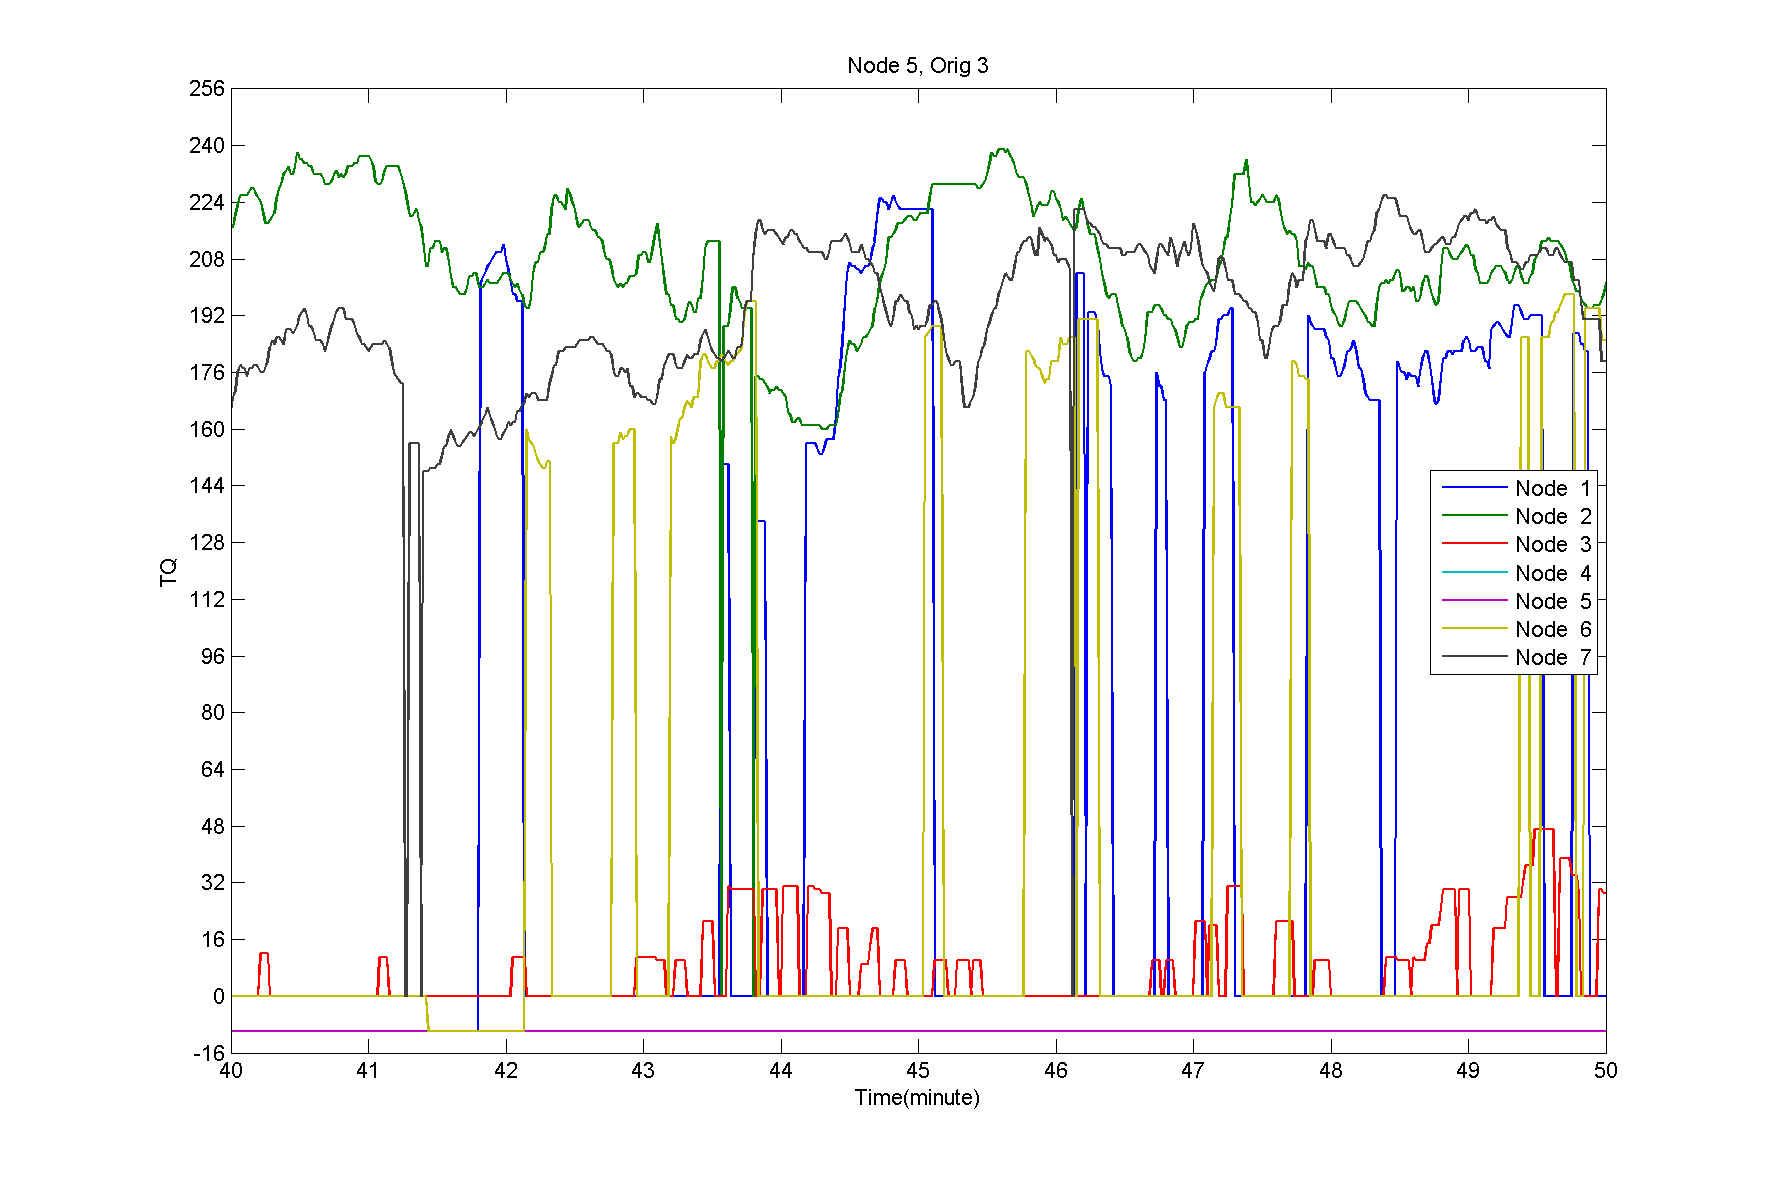 Node 5, Orig 3
256
240
224
208
192
176
160
144
128
112
96
80
64
48
32
16
0
-16
TQ
Node 1
Node 2
Node 3
Node 4
Node 5
Node 6
Node 7
40 41 42 43 44 45 46 47 48 49 50
Time(minute)